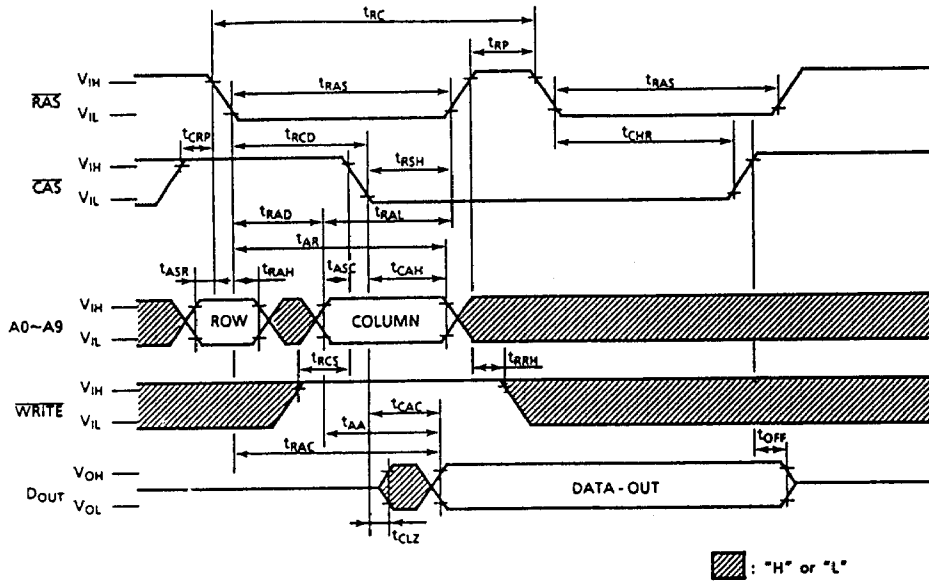 tRC
tRP
VIH
RAS
VIL
tRAS
tRAS
tCRP
tRCD
tCHR
VIH
CAS
VIL
tRSH
tRAD
tRAL
tAR
tASR
tRAH
tASC
tCAH
VIH
A0~A9
VIL
ROW
COLUMN
tRCS
tRRH
VIH
WRITE
VIL
tCAC
tAA
tRAC
tOFF
VOH
DOUT
VOL
DATA-OUT
tCLZ
: "H" or "L"